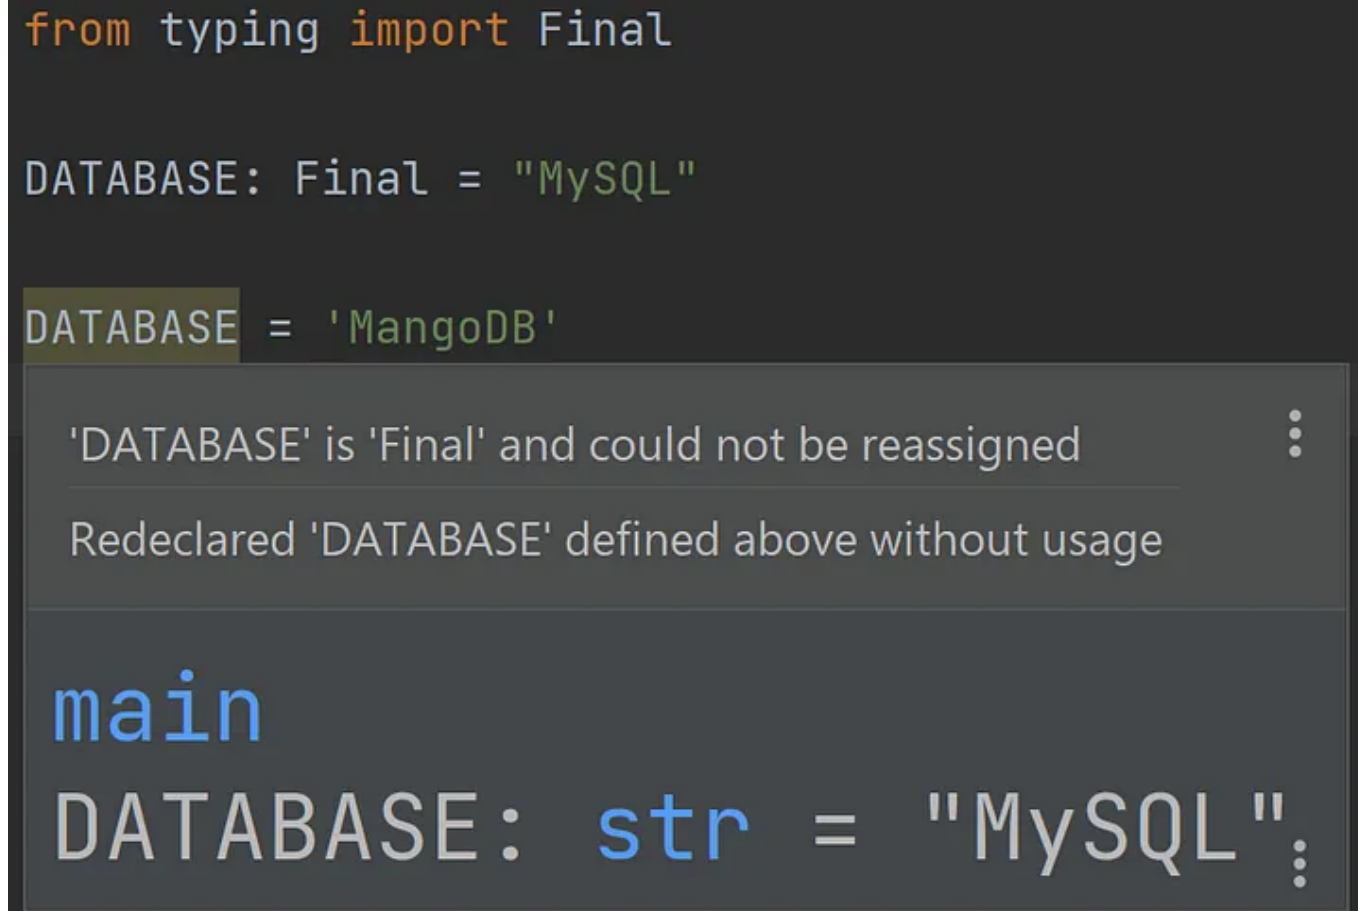 from typing import Final
DATABASE: Final = "MySQL"
DATABASE = 'MangoDB'
'DATABASE' is 'Final' and could not be reassigned
Redeclared 'DATABASE' defined above without usage
main
DATABASE: str = "MySQL"